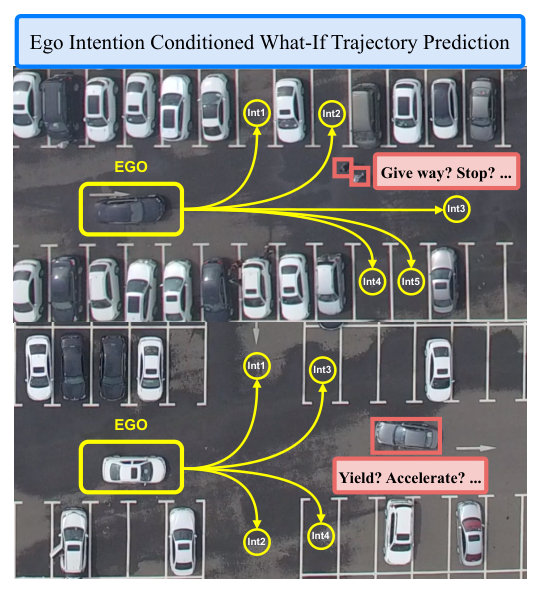 Ego Intention Conditioned What-If Trajectory Prediction
Int1
Int2
EGO
Give way? Stop? ...
Int3
Int4
Int5
Int1
Int3
EGO
Yield? Accelerate? ...
Int2
Int4